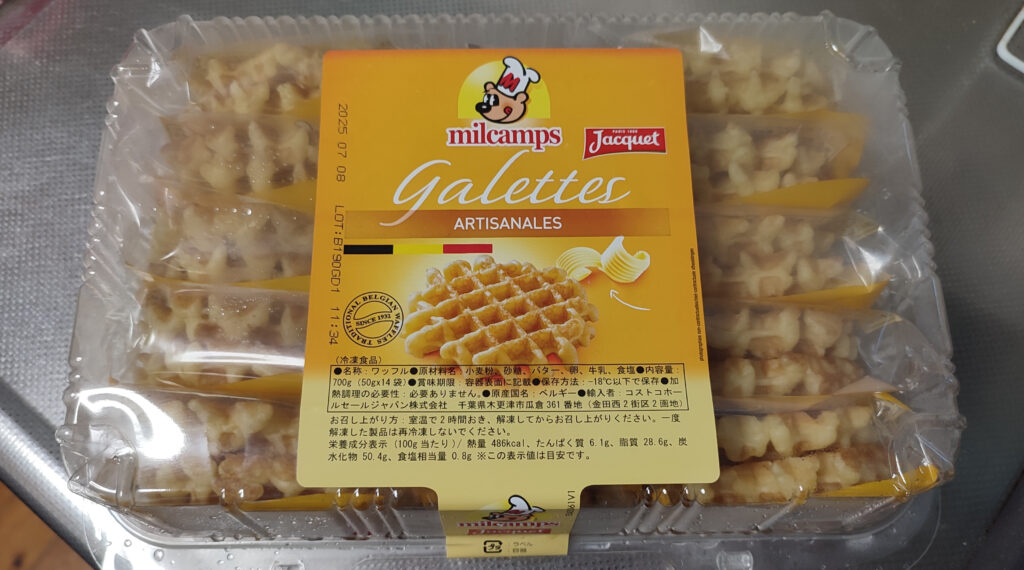 M
milcamps
PARIS 1880
Jacquet
Galettes
ARTISANALES
2025 07 08 LOT:B190GD1 11:34
TRADITIONAL BELGIAN WAFFLES
SINCE 1932
(冷凍食品)
●名称:ワッフル●原材料名:小麦粉、砂糖、バター、卵、牛乳、食塩●内容量:
700g(50g×14袋)●賞味期限:容器表面に記載●保存方法:−18℃以下で保存●加
熱調理の必要性:必要ありません。●原産国名:ベルギー●輸入者:コストコホー
ルセールジャパン株式会社 千葉県木更津市瓜倉361番地(金田西2街区2画地)
お召し上がり方:室温で2時間おき、解凍してからお召し上がりください。一度
解凍した製品は再冷凍しないでください。
栄養成分表示(100g当たり)/熱量 486kcal、たんぱく質 6.1g、脂質 28.6g、炭
水化物 50.4g、食塩相当量 0.8g ※この表示値は目安です。
milcamps
Jacquet
プラ
ラベル
容器